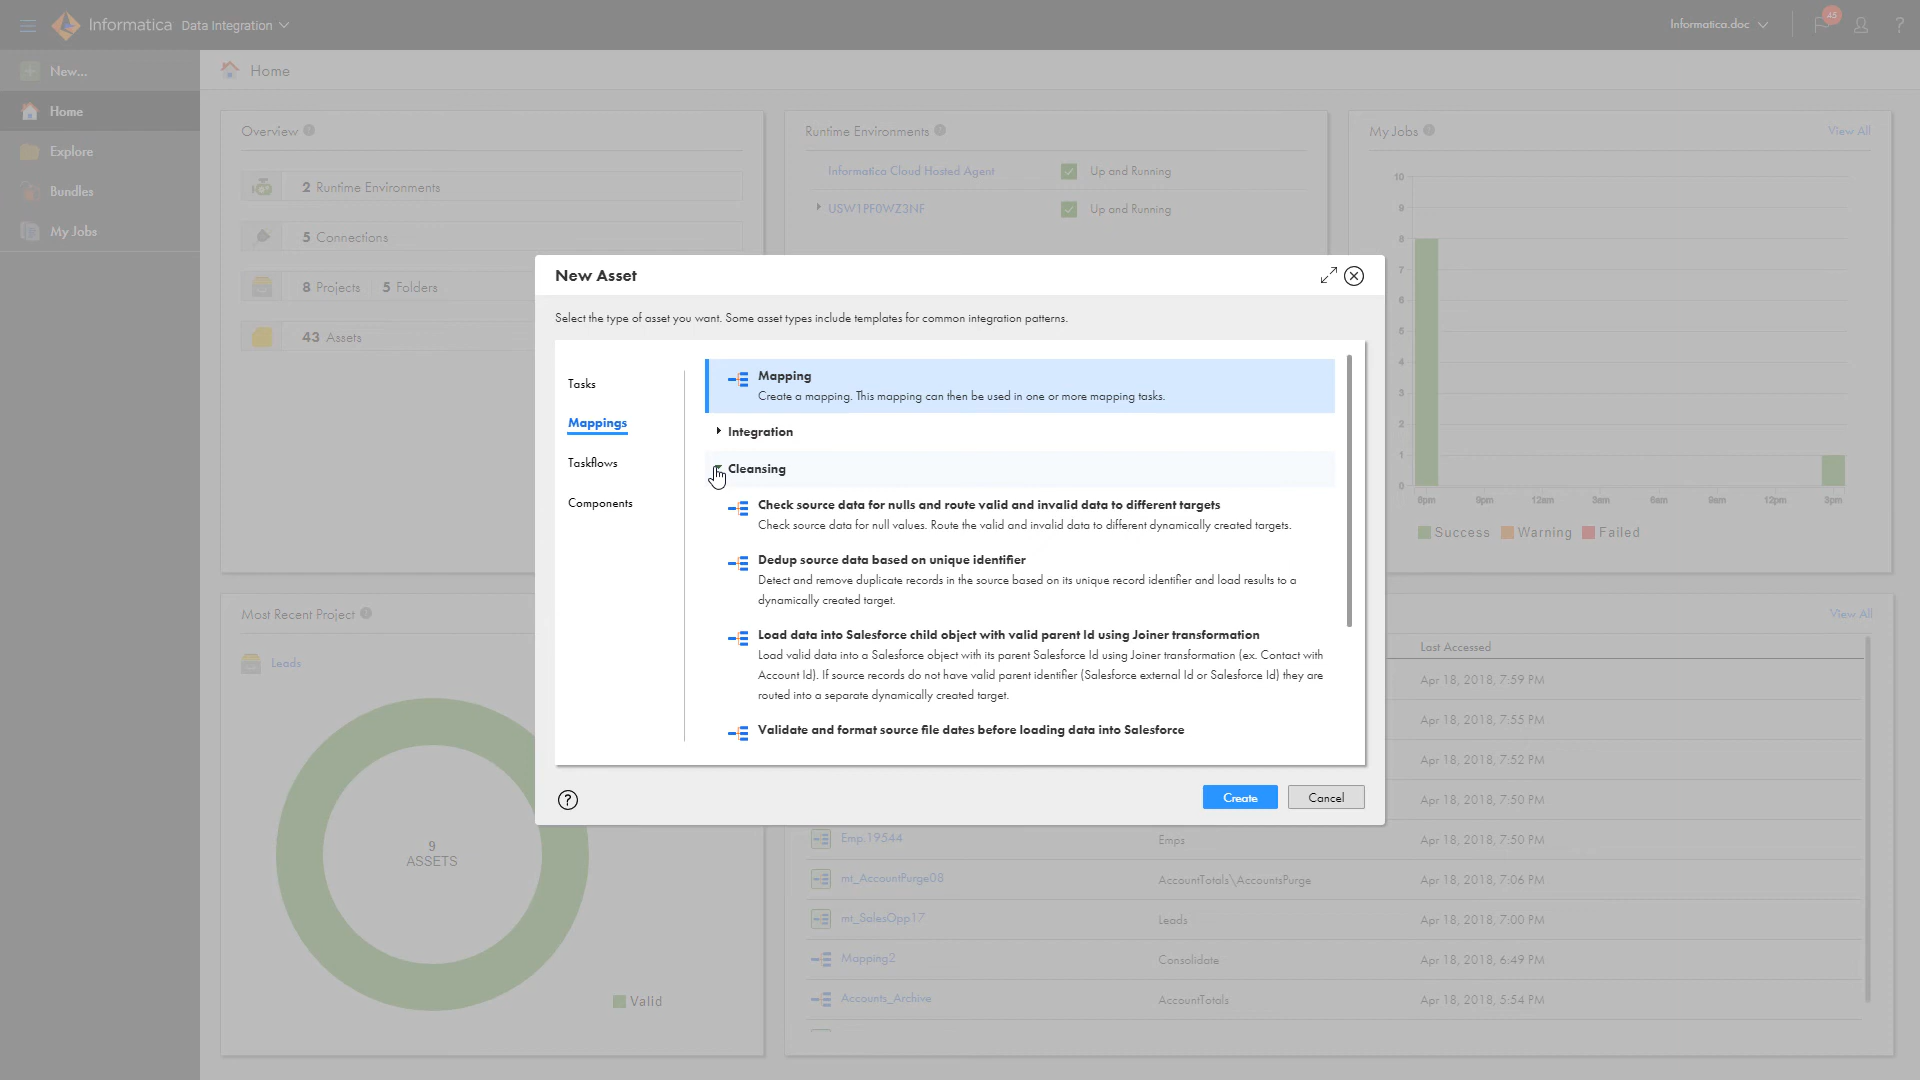 Informatica Data Integration
Informatica.doc
45
?
New...
Home
Explore
Bundles
My Jobs
Home
Overview
2 Runtime Environments
5 Connections
8 Projects 5 Folders
43 Assets
Runtime Environments
Informatica Cloud Hosted Agent Up and Running
USW1PF0WZ3NF Up and Running
My Jobs View All
10
9
8
7
6
5
4
3
2
1
0
6pm 9pm 12am 3am 6am 9am 12pm 3pm
Success Warning Failed
New Asset
Select the type of asset you want. Some asset types include templates for common integration patterns.
Tasks
Mappings
Taskflows
Components
Mapping
Create a mapping. This mapping can then be used in one or more mapping tasks.
Integration
Cleansing
Check source data for nulls and route valid and invalid data to different targets
Check source data for null values. Route the valid and invalid data to different dynamically created targets.
Dedup source data based on unique identifier
Detect and remove duplicate records in the source based on its unique record identifier and load results to a
dynamically created target.
Load data into Salesforce child object with valid parent Id using Joiner transformation
Load valid data into a Salesforce object with its parent Salesforce Id using Joiner transformation (ex. Contact with
Account Id). If source records do not have valid parent identifier (Salesforce external Id or Salesforce Id) they are
routed into a separate dynamically created target.
Validate and format source file dates before loading data into Salesforce
?
Create Cancel
Most Recent Project
Leads
9
ASSETS
Valid
View All
Last Accessed
Apr 18, 2018, 7:59 PM
Apr 18, 2018, 7:55 PM
Apr 18, 2018, 7:52 PM
Apr 18, 2018, 7:50 PM
Emp.19544 Emps Apr 18, 2018, 7:50 PM
mt_AccountPurge08 AccountTotals\AccountsPurge Apr 18, 2018, 7:06 PM
mt_SalesOpp17 Leads Apr 18, 2018, 7:00 PM
Mapping2 Consolidate Apr 18, 2018, 6:49 PM
Accounts_Archive AccountTotals Apr 18, 2018, 5:54 PM